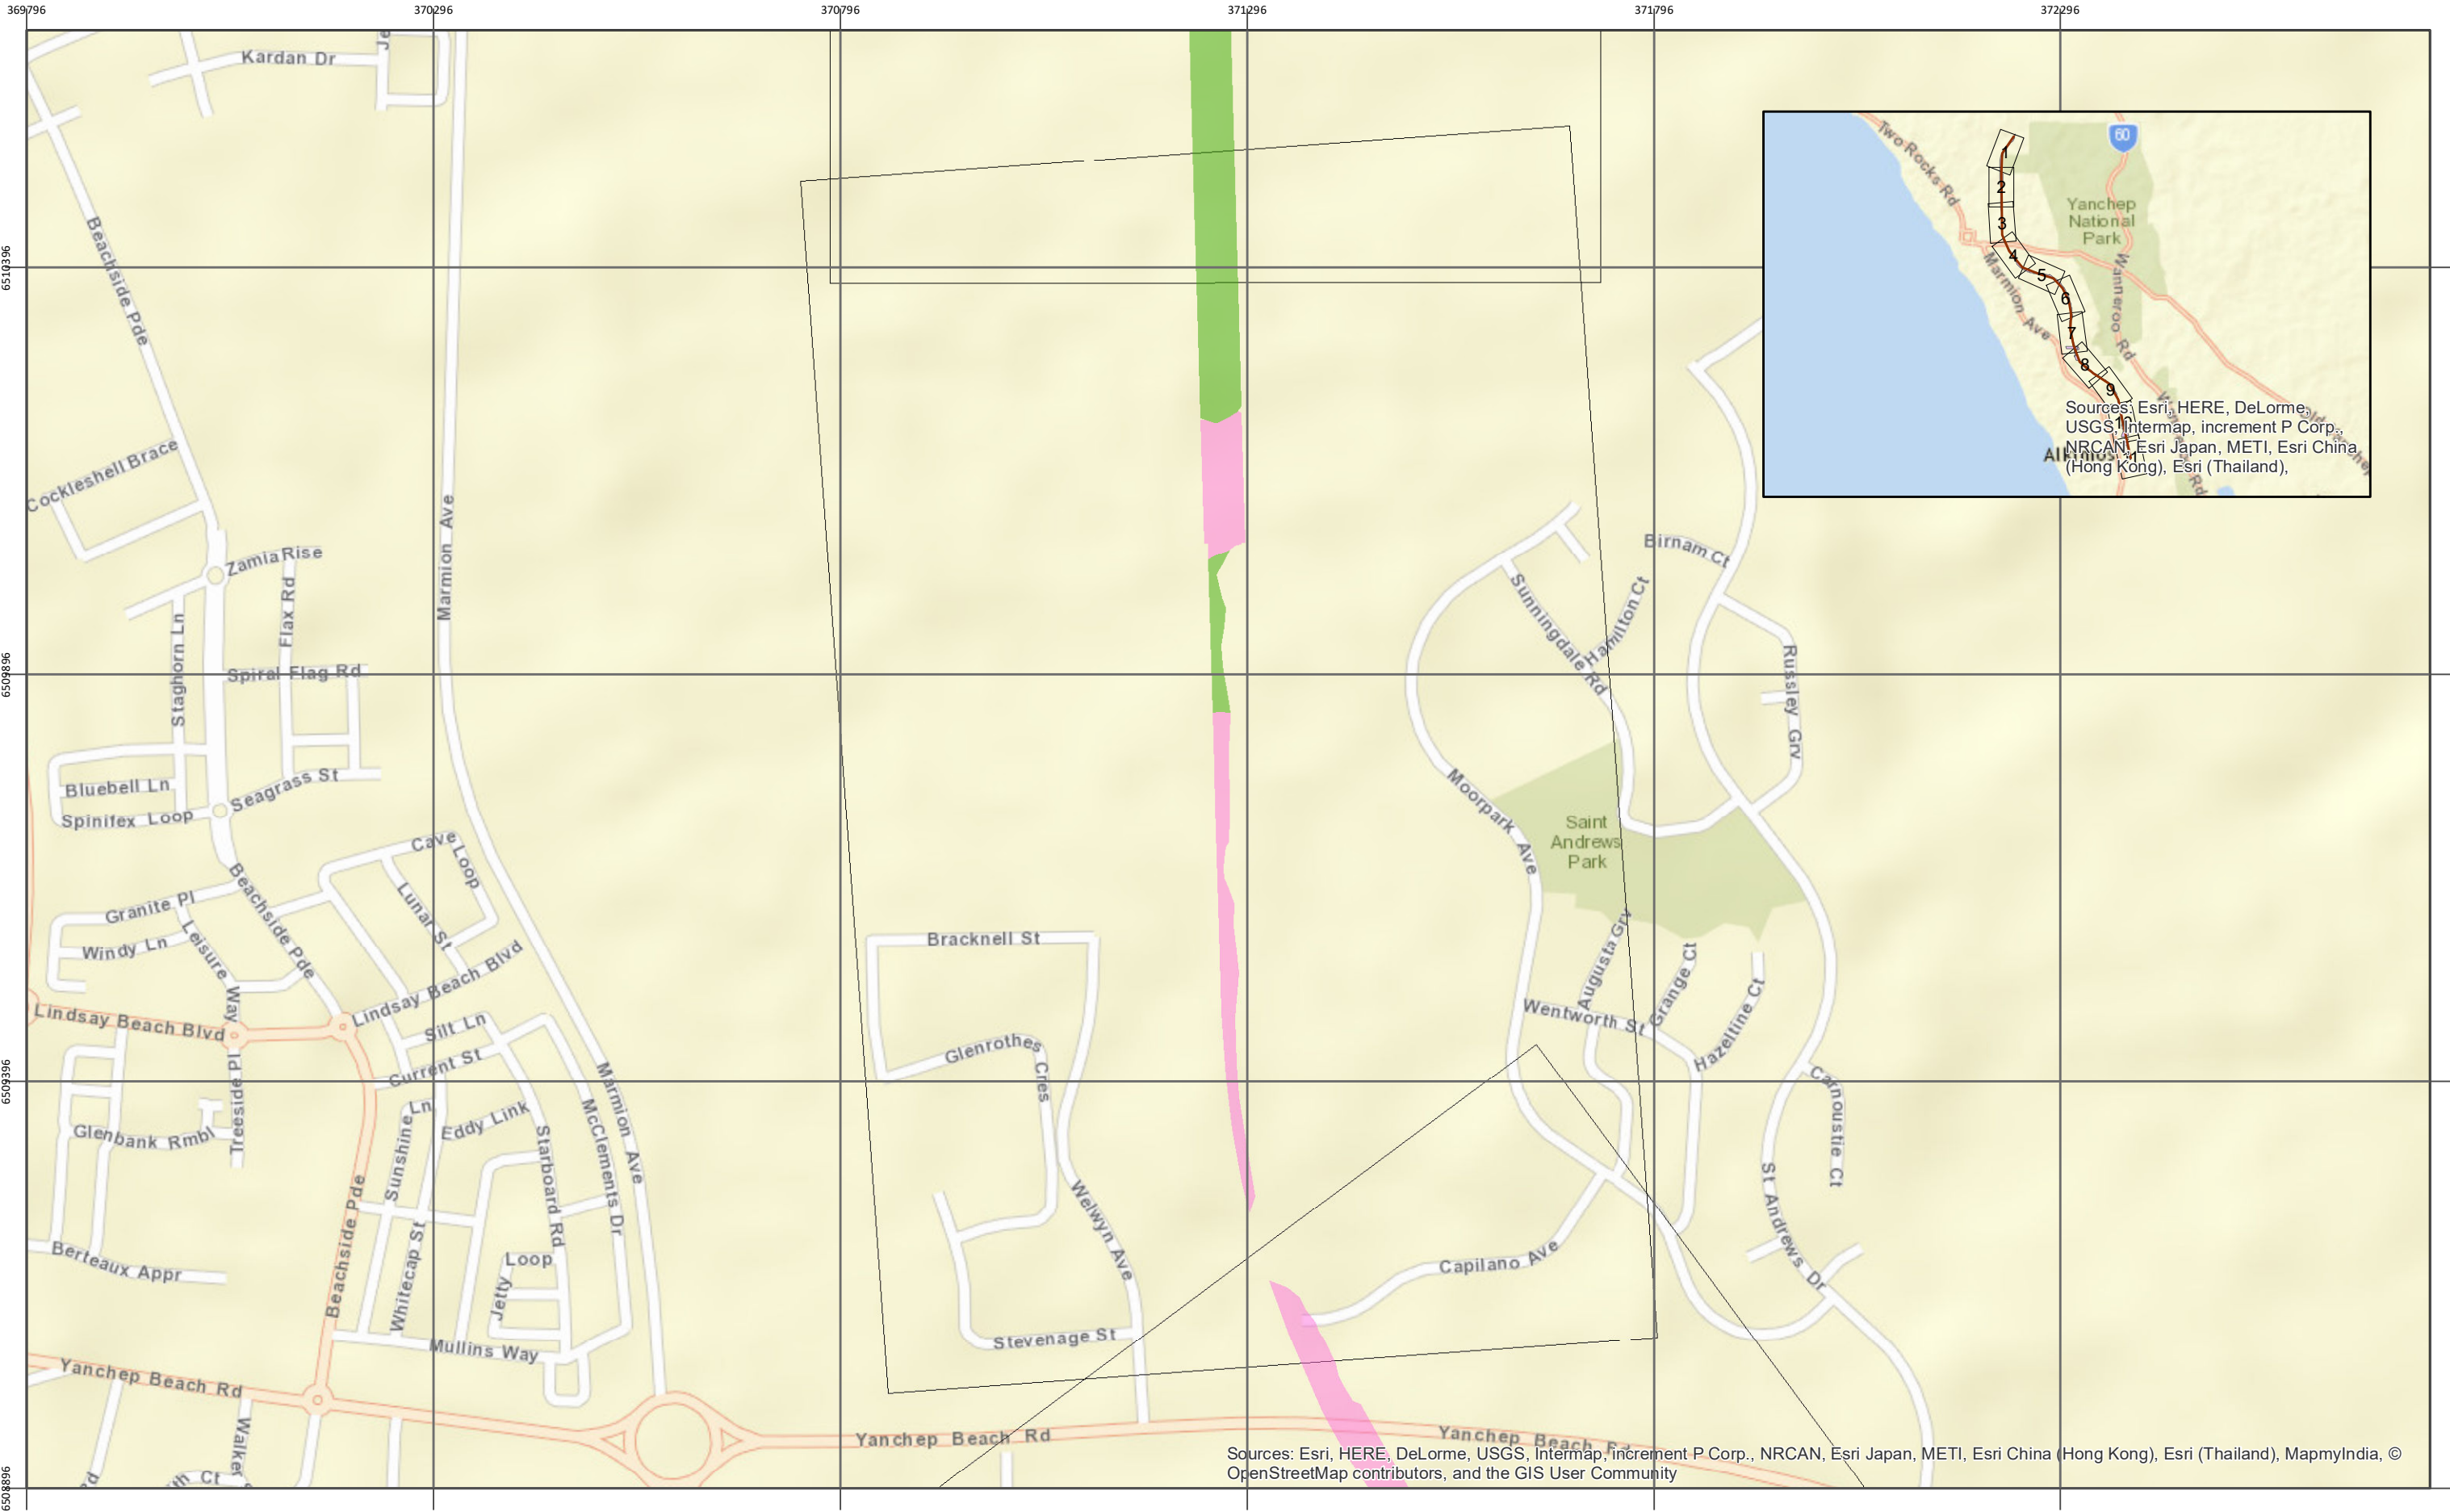 369796
370296
370796
371296
371796
372296
6510396
6509896
6509396
6508896
Kardan Dr
Je
Beachside Pde
Marmion Ave
Cockleshell Brace
Zamia Rise
Flax Rd
Staghorn Ln
Spiral Flag Rd
Bluebell Ln
Seagrass St
Spinifex Loop
Cave Loop
Lunar St
Beachside Pde
Granite Pl
Windy Ln
Leisure Way
Lindsay Beach Blvd
Lindsay Beach Blvd
Silt Ln
Current St
Treeside Pl
Glenbank Rmbl
Sunshine Ln
Eddy Link
Starboard Rd
McClements Dr
Marmion Ave
Berteaux Appr
Beachside Pde
Whitecap St
Jetty Loop
Mullins Way
Yanchep Beach Rd
Walke
th Ct
Bracknell St
Glenrothes Cres
Welwyn Ave
Stevenage St
Yanchep Beach Rd
Yanchep Beach Rd
Birnam Ct
Hamilton Ct
Sunningdale Rd
Russley Grv
Moorpark Ave
Saint
Andrews
Park
Augusta Grv
Grange Ct
Hazeltine Ct
Wentworth St
Carnoustie Ct
St Andrews Dr
Capilano Ave
Two Rocks Rd
60
Yanchep
National
Park
Marmion Ave
Wanneroo Rd
1
2
3
4
5
6
7
8
9
Sources: Esri, HERE, DeLorme,
USGS, Intermap, increment P Corp.,
NRCAN, Esri Japan, METI, Esri China
(Hong Kong), Esri (Thailand),
Sources: Esri, HERE, DeLorme, USGS, Intermap, increment P Corp., NRCAN, Esri Japan, METI, Esri China (Hong Kong), Esri (Thailand), MapmyIndia, ©
OpenStreetMap contributors, and the GIS User Community